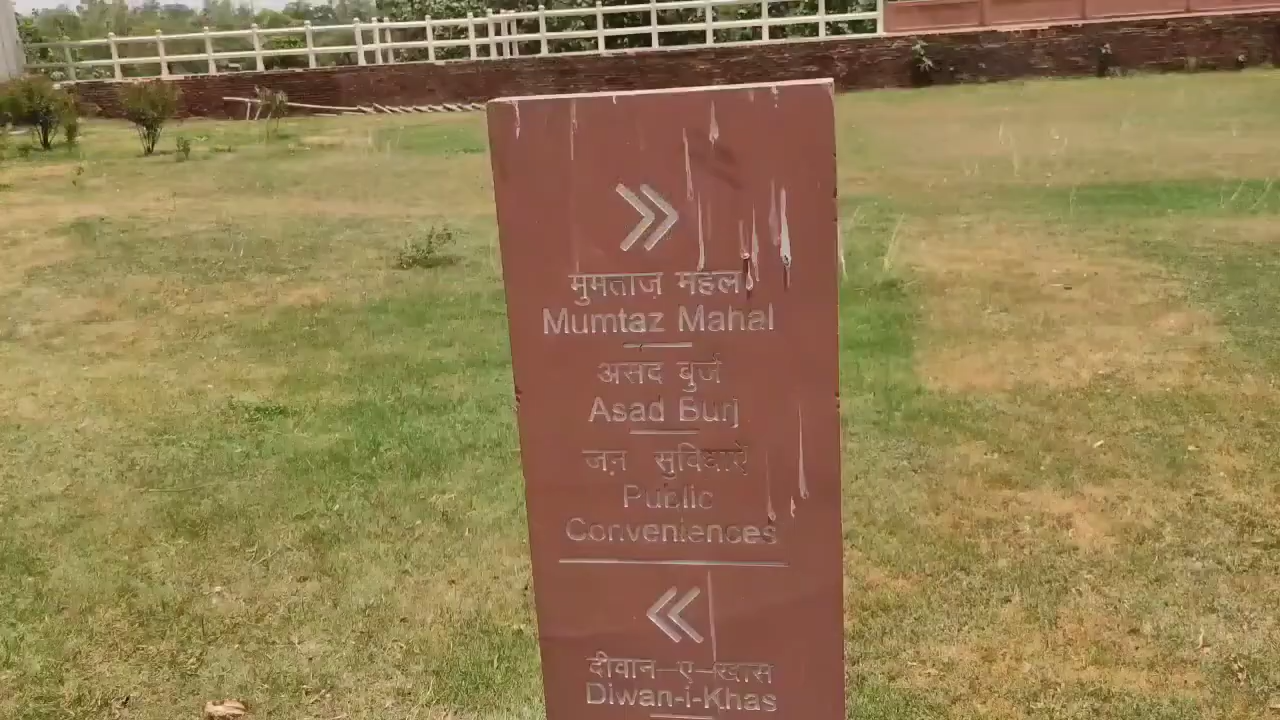 मुमताज़ महल
Mumtaz Mahal
असद बुर्ज
Asad Burj
जन सुविधाऐं
Public
Conveniences
दीवान-ए-खास
Diwan-i-Khas